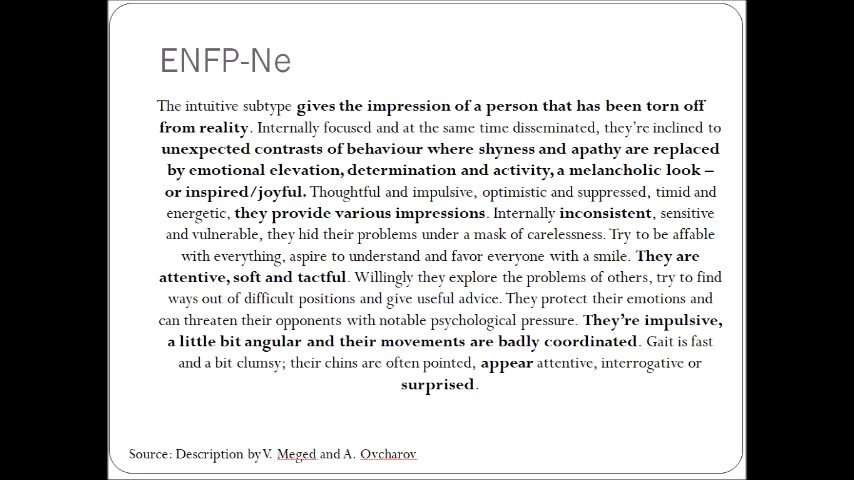 ENFP-Ne
The intuitive subtype gives the impression of a person that has been torn off
from reality. Internally focused and at the same time disseminated, they're inclined to
unexpected contrasts of behaviour where shyness and apathy are replaced
by emotional elevation, determination and activity, a melancholic look –
or inspired/joyful. Thoughtful and impulsive, optimistic and suppressed, timid and
energetic, they provide various impressions. Internally inconsistent, sensitive
and vulnerable, they hid their problems under a mask of carelessness. Try to be affable
with everything, aspire to understand and favor everyone with a smile. They are
attentive, soft and tactful. Willingly they explore the problems of others, try to find
ways out of difficult positions and give useful advice. They protect their emotions and
can threaten their opponents with notable psychological pressure. They're impulsive,
a little bit angular and their movements are badly coordinated. Gait is fast
and a bit clumsy; their chins are often pointed, appear attentive, interrogative or
surprised.
Source: Description by V. Meged and A. Ovcharov